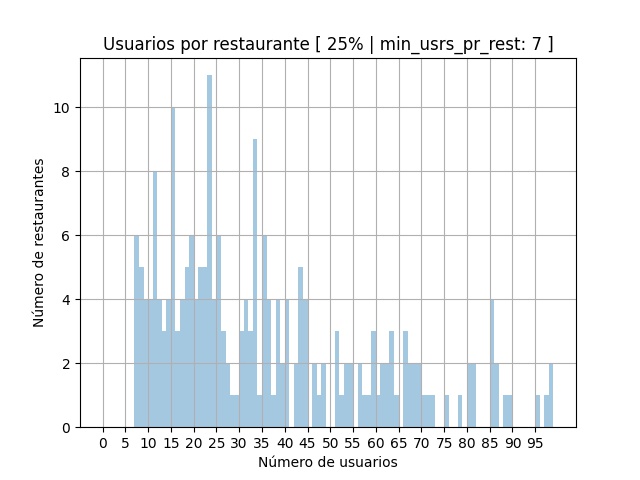 Usuarios por restaurante [ 25% | min_usrs_pr_rest: 7 ]
Número de restaurantes
10
8
6
4
2
0
0 5 10 15 20 25 30 35 40 45 50 55 60 65 70 75 80 85 90 95
Número de usuarios